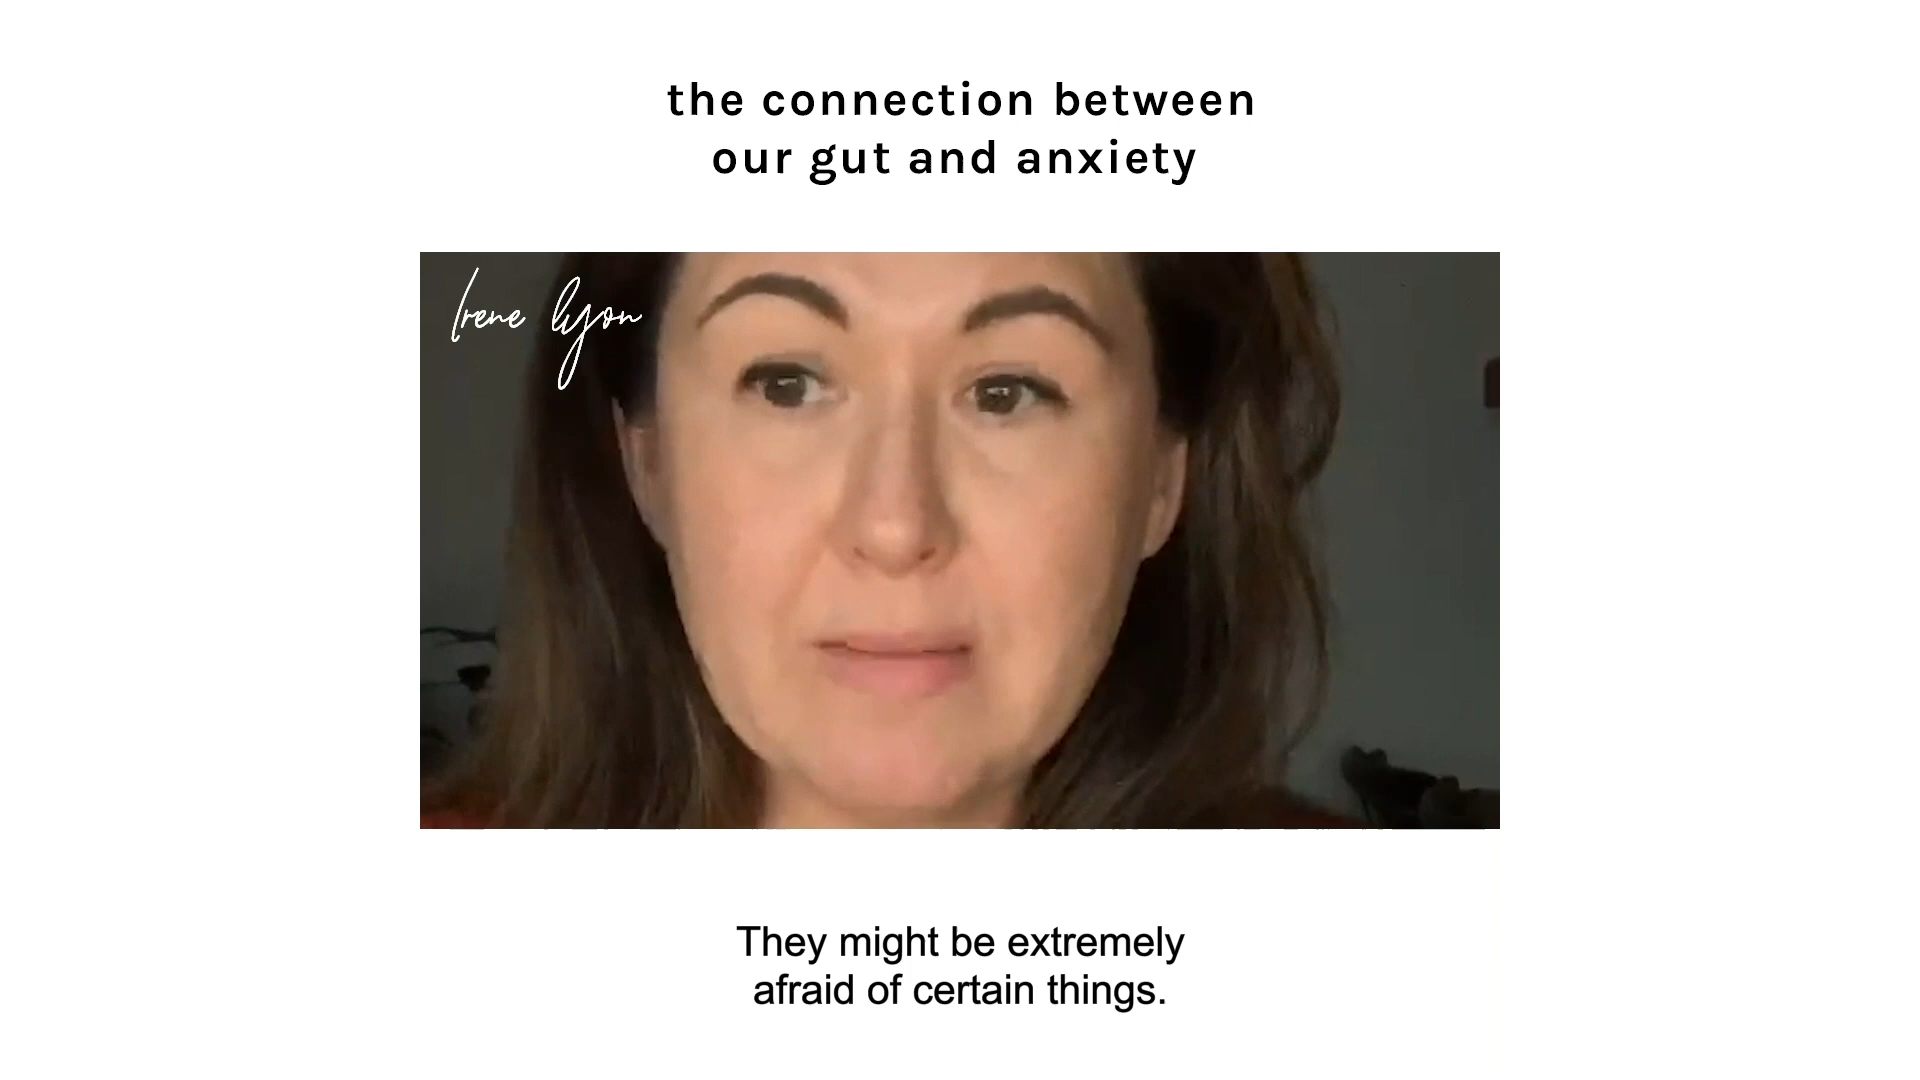 the connection between
our gut and anxiety
Irene lyon
They might be extremely
afraid of certain things.